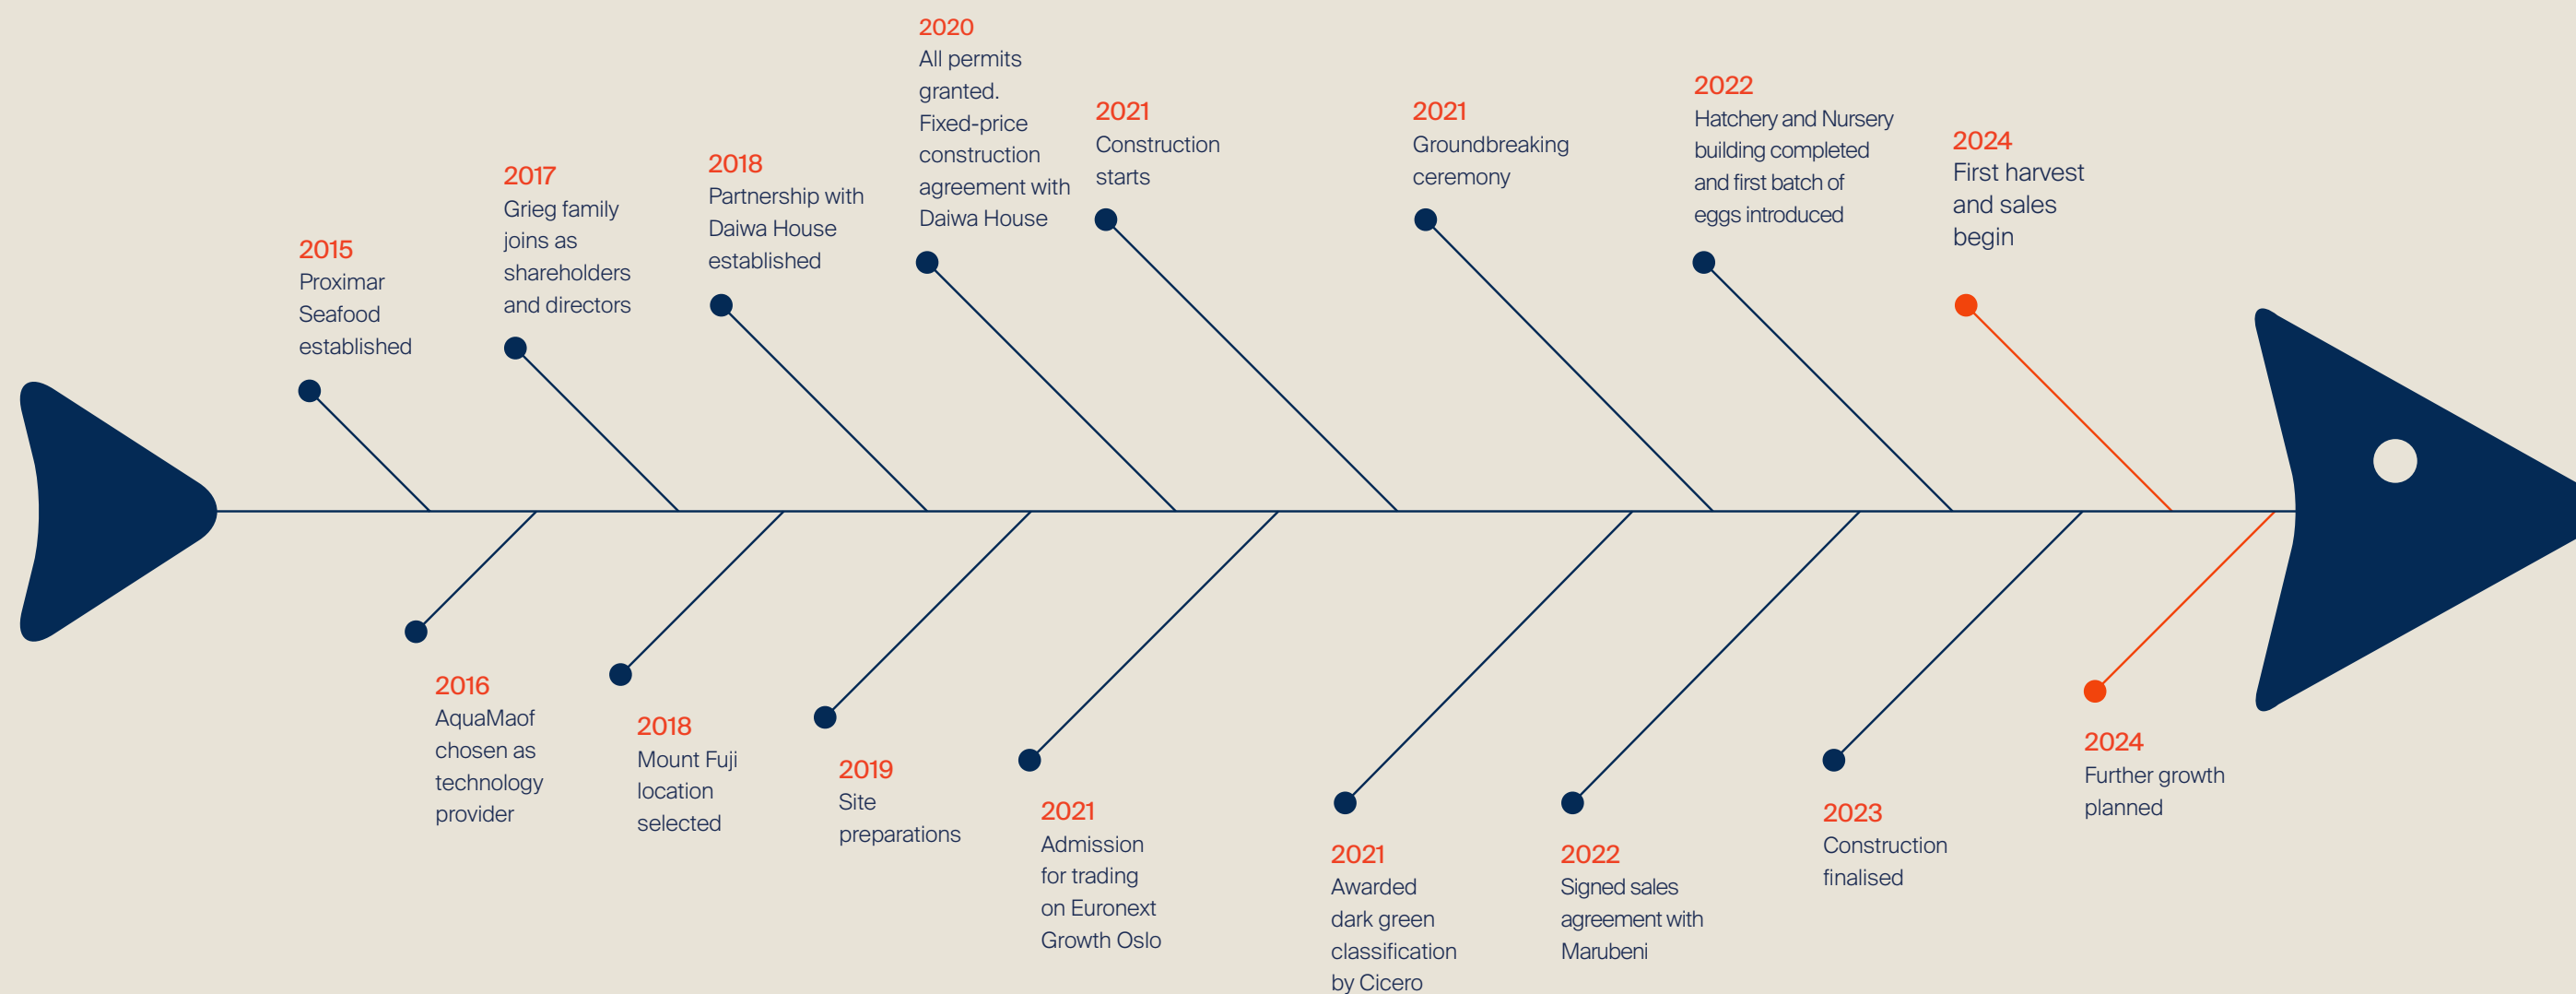 2015
Proximar
Seafood
established
2016
AquaMaof
chosen as
technology
provider
2017
Grieg family
joins as
shareholders
and directors
2018
Mount Fuji
location
selected
2018
Partnership with
Daiwa House
established
2019
Site
preparations
2020
All permits
granted.
Fixed-price
construction
agreement with
Daiwa House
2021
Admission
for trading
on Euronext
Growth Oslo
2021
Construction
starts
2021
Awarded
dark green
classification
by Cicero
2021
Groundbreaking
ceremony
2022
Signed sales
agreement with
Marubeni
2022
Hatchery and Nursery
building completed
and first batch of
eggs introduced
2023
Construction
finalised
2024
First harvest
and sales
begin
2024
Further growth
planned